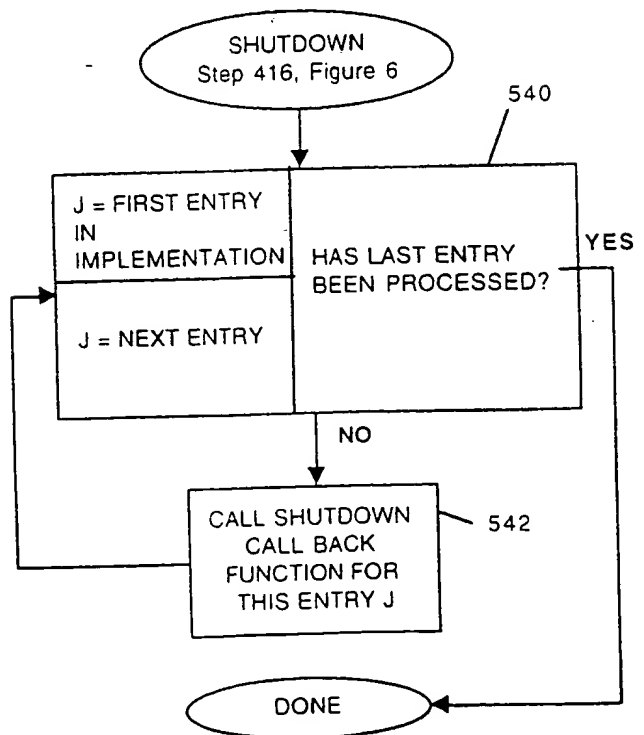 SHUTDOWN
Step 416, Figure 6
540
J = FIRST ENTRY
IN
IMPLEMENTATION
HAS LAST ENTRY
BEEN PROCESSED?
YES
J = NEXT ENTRY
NO
CALL SHUTDOWN
CALL BACK
FUNCTION FOR
THIS ENTRY J
542
DONE